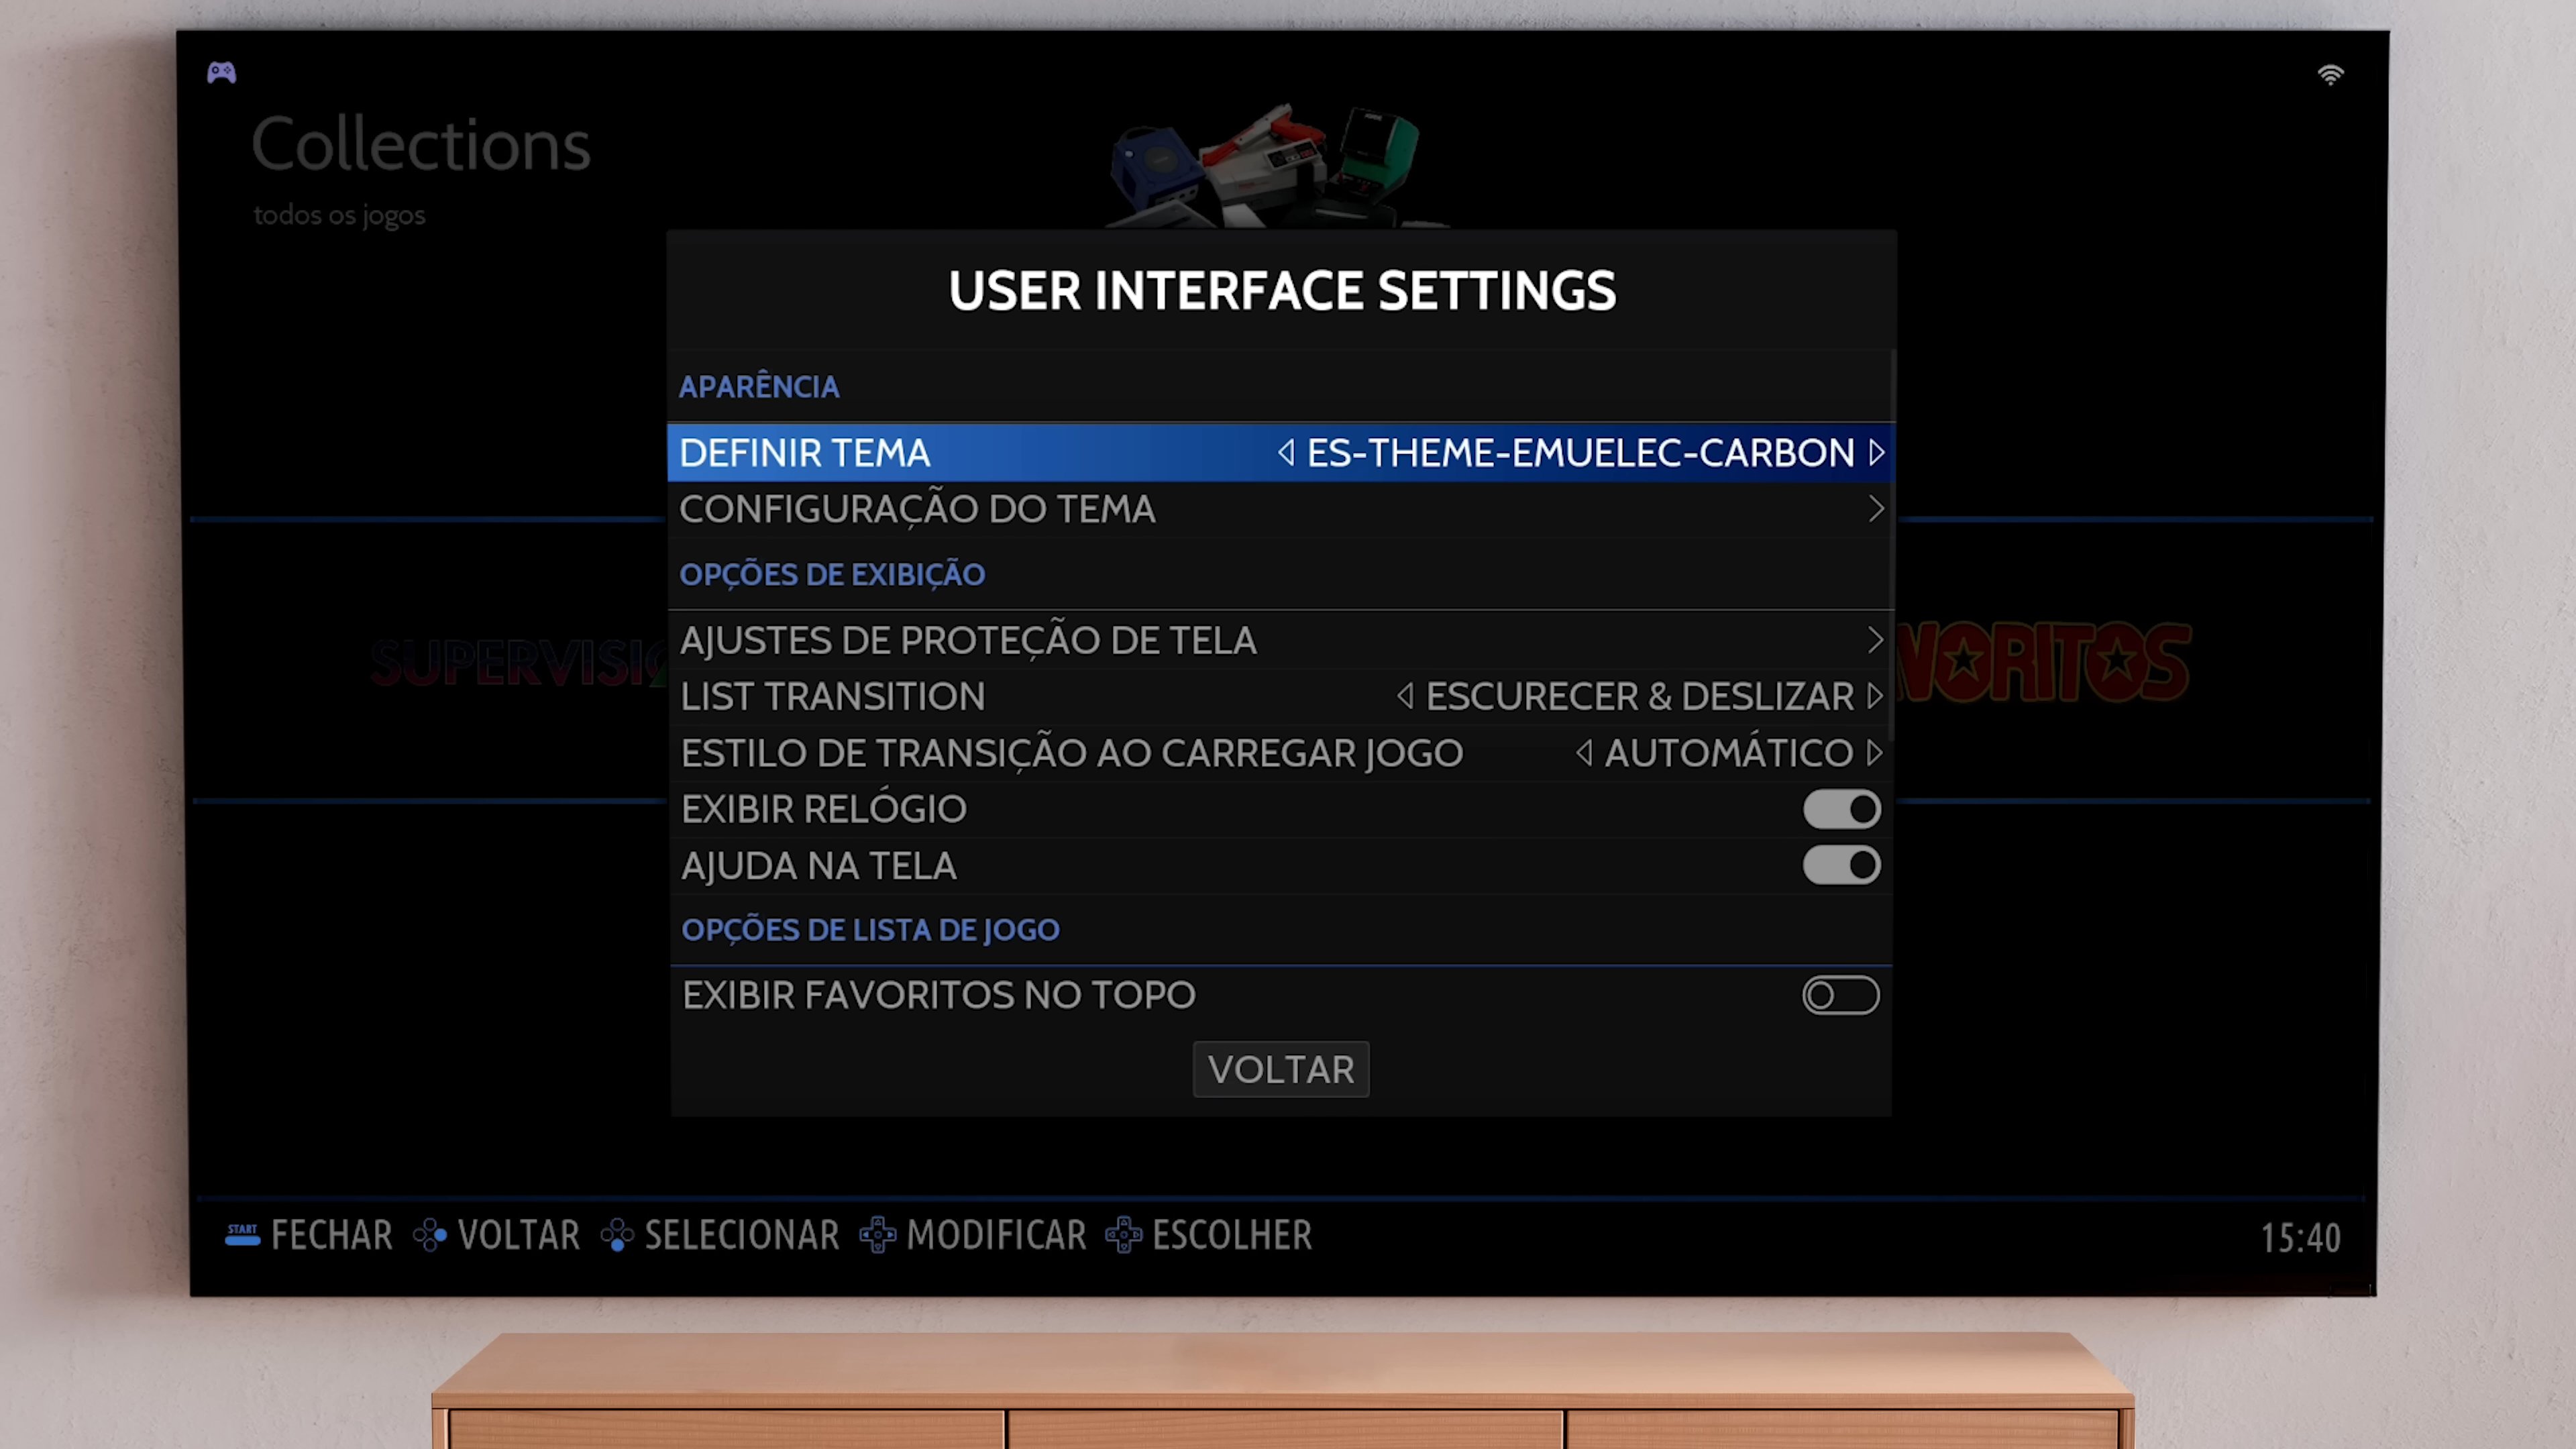 Collections
todos os jogos
USER INTERFACE SETTINGS
APARÊNCIA
DEFINIR TEMA ES-THEME-EMUELEC-CARBON
CONFIGURAÇÃO DO TEMA
OPÇÕES DE EXIBIÇÃO
AJUSTES DE PROTEÇÃO DE TELA
LIST TRANSITION ESCURECER & DESLIZAR
ESTILO DE TRANSIÇÃO AO CARREGAR JOGO AUTOMÁTICO
EXIBIR RELÓGIO
AJUDA NA TELA
OPÇÕES DE LISTA DE JOGO
EXIBIR FAVORITOS NO TOPO
VOLTAR
START FECHAR VOLTAR SELECIONAR MODIFICAR ESCOLHER
15:40